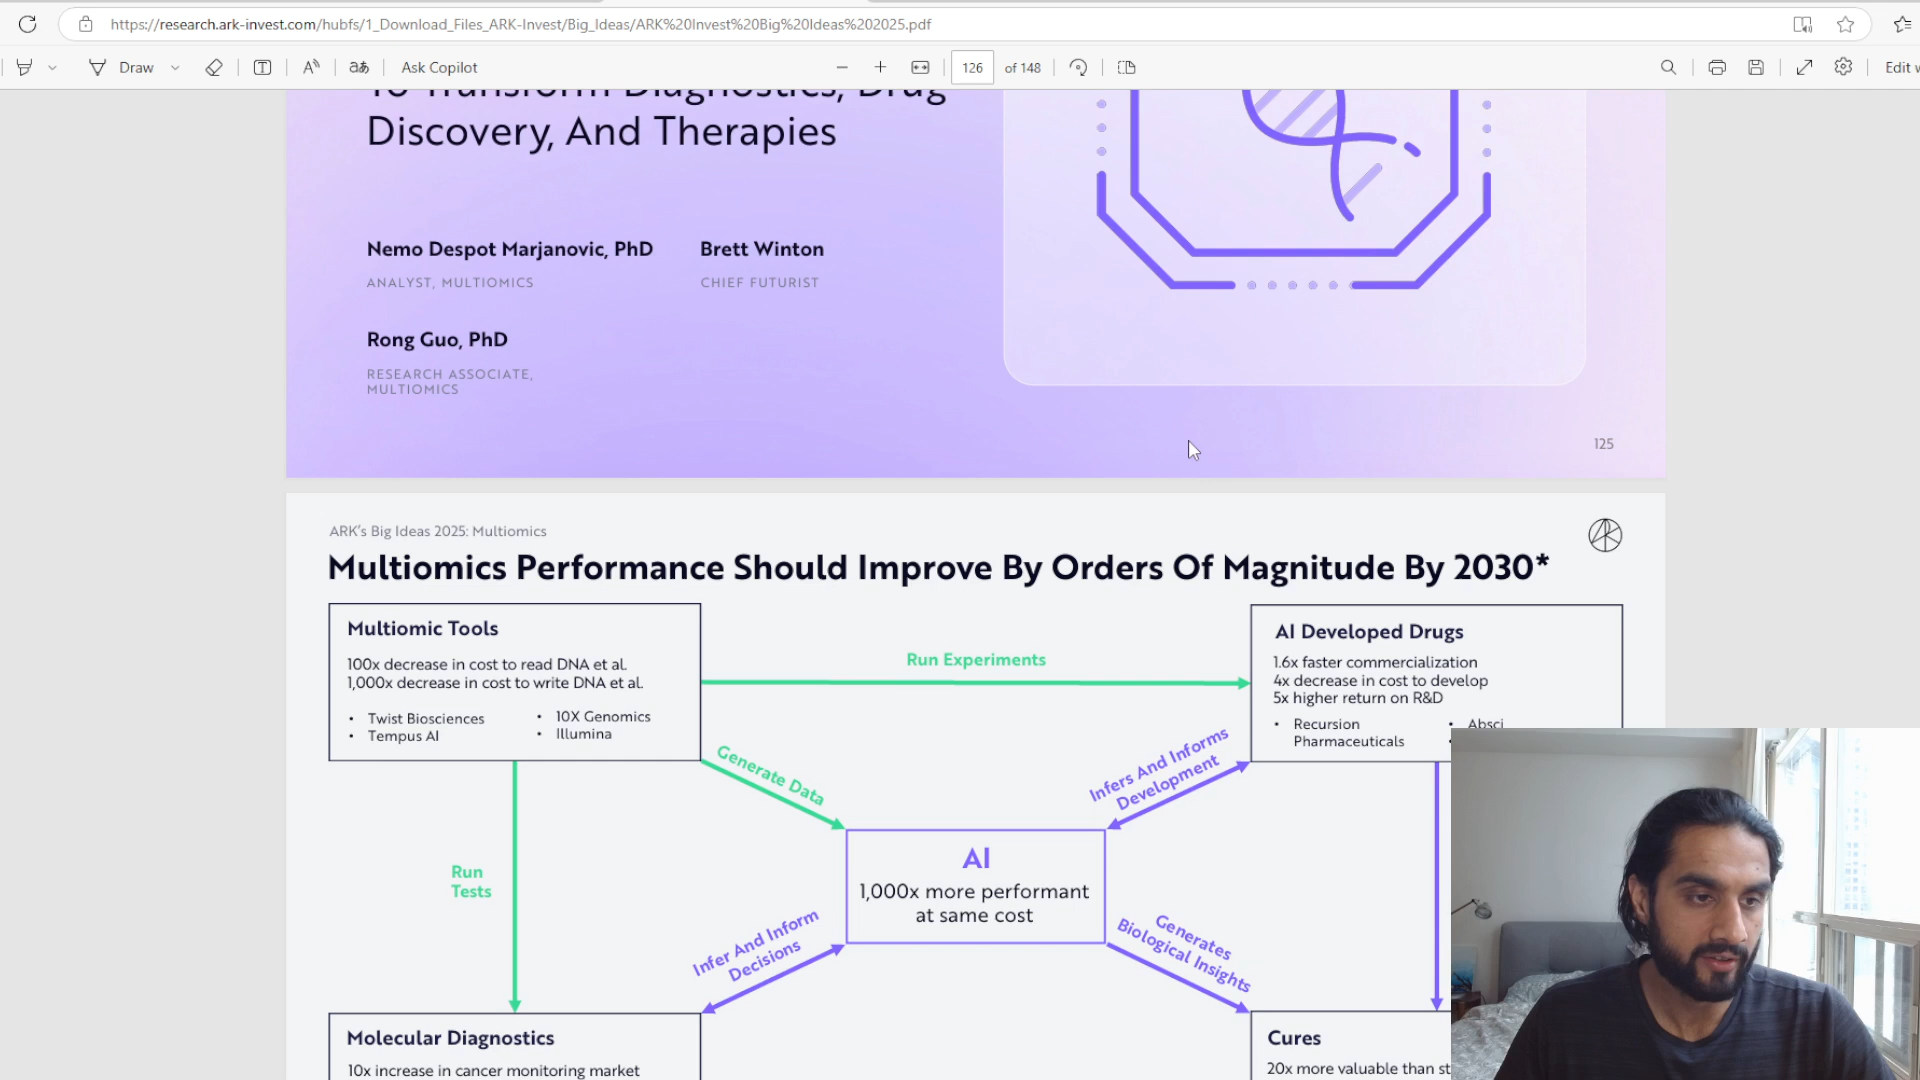 https://research.ark-invest.com/hubfs/1_Download_Files_ARK-Invest/Big_Ideas/ARK%20Invest%20Big%20Ideas%202025.pdf
Draw
aあ
Ask Copilot
126 of 148
Edit w
To Transform Diagnostics, Drug
Discovery, And Therapies
Nemo Despot Marjanovic, PhD
ANALYST, MULTIOMICS
Brett Winton
CHIEF FUTURIST
Rong Guo, PhD
RESEARCH ASSOCIATE,
MULTIOMICS
125
ARK's Big Ideas 2025: Multiomics
Multiomics Performance Should Improve By Orders Of Magnitude By 2030*
Multiomic Tools
100x decrease in cost to read DNA et al.
1,000x decrease in cost to write DNA et al.
• Twist Biosciences
• Tempus AI
• 10X Genomics
• Illumina
Run Experiments
AI Developed Drugs
1.6x faster commercialization
4x decrease in cost to develop
5x higher return on R&D
• Recursion
Pharmaceuticals
• Absci
Generate Data
Infers And Informs
Development
AI
1,000x more performant
at same cost
Run
Tests
Infer And Inform
Decisions
Generates
Biological Insights
Molecular Diagnostics
10x increase in cancer monitoring market
Cures
20x more valuable than st